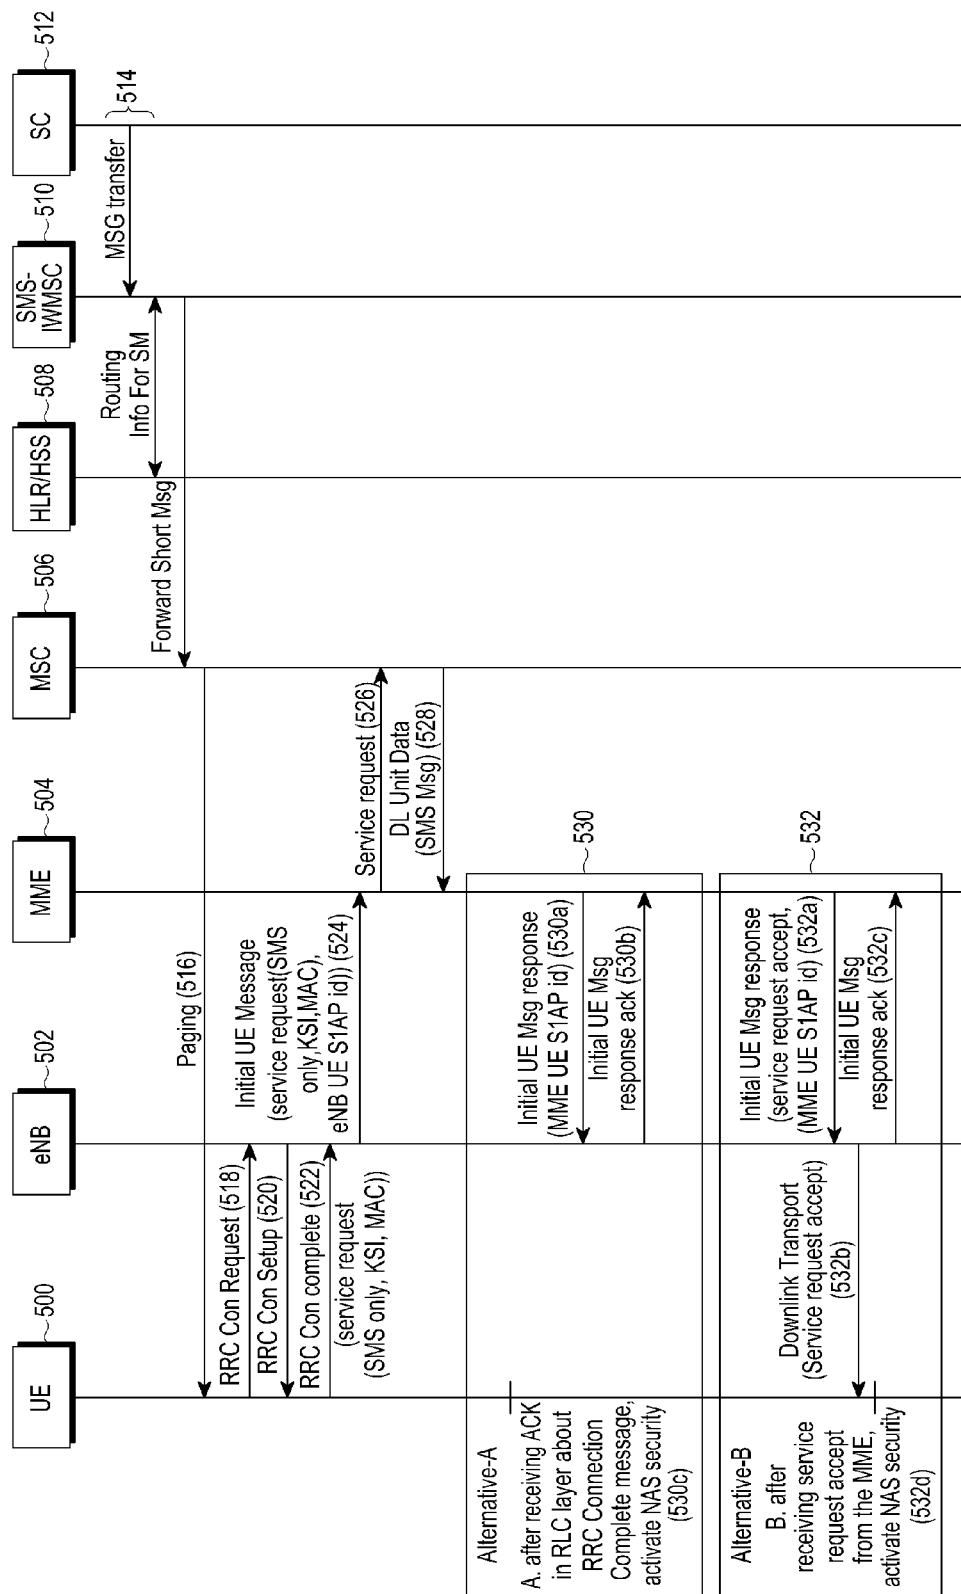 UE
500
eNB
502
MME
504
MSC
506
HLR/HSS
508
SMS-
IWMSC
510
SC
512
MSG transfer
514
Routing
Info For SM
Forward Short Msg
Paging (516)
RRC Con Request (518)
RRC Con Setup (520)
RRC Con complete (522)
(service request
(SMS only, KSI, MAC))
Initial UE Message
(service request(SMS
only,KSI,MAC),
eNB UE S1AP id)) (524)
Service request (526)
DL Unit Data
(SMS Msg) (528)
530
Alternative-A
A. after receiving ACK
in RLC layer about
RRC Connection
Complete message,
activate NAS security
(530c)
Initial UE Msg response
(MME UE S1AP id) (530a)
Initial UE Msg
response ack (530b)
532
Alternative-B
B. after
receiving service
request accept
from the MME,
activate NAS security
(532d)
Downlink Transport
(Service request accept)
(532b)
Initial UE Msg response
(service request accept,
(MME UE S1AP id) (532a)
Initial UE Msg
response ack (532c)